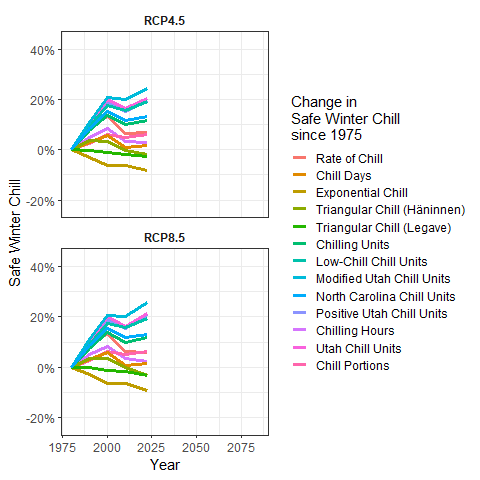 RCP4.5
40%
20%
0%
-20%
RCP8.5
40%
20%
0%
-20%
1975 2000 2025 2050 2075
Year
Safe Winter Chill
Change in
Safe Winter Chill
since 1975
Rate of Chill
Chill Days
Exponential Chill
Triangular Chill (Häninnen)
Triangular Chill (Legave)
Chilling Units
Low-Chill Chill Units
Modified Utah Chill Units
North Carolina Chill Units
Positive Utah Chill Units
Chilling Hours
Utah Chill Units
Chill Portions